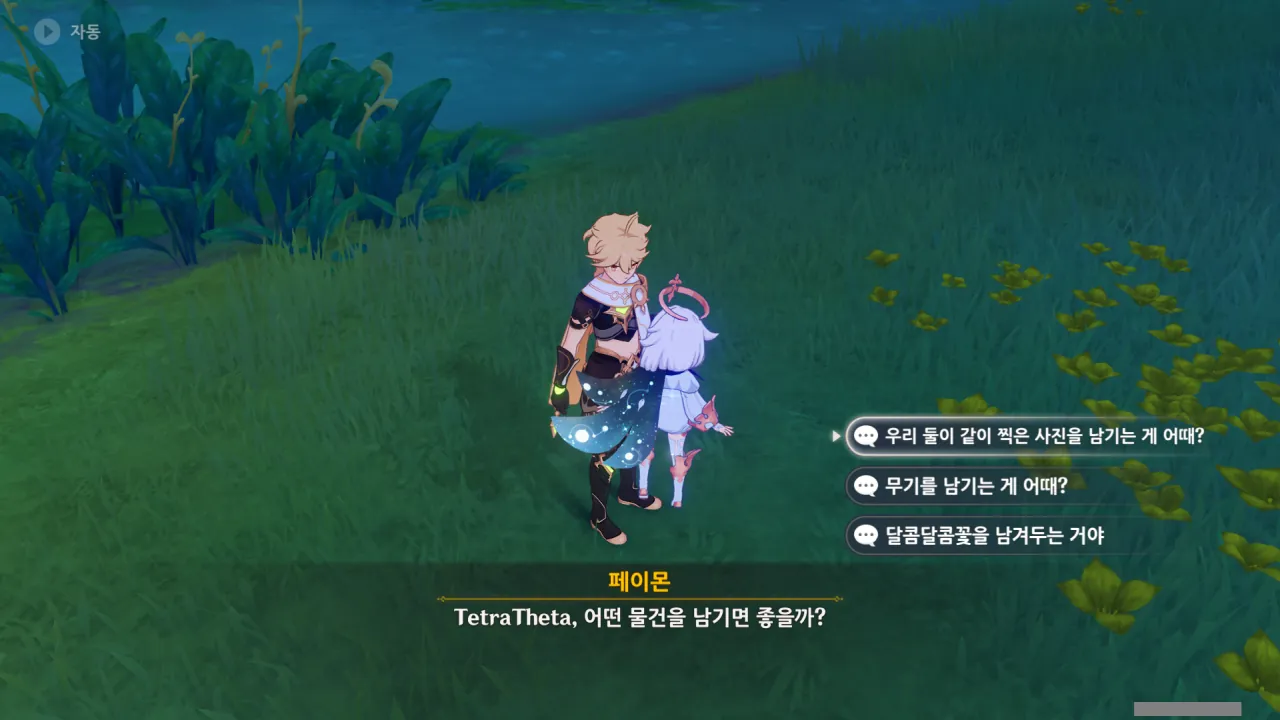 자동
우리 둘이 같이 찍은 사진을 남기는 게 어때?
무기를 남기는 게 어때?
달콤달콤꽃을 남겨두는 거야
페이몬
TetraTheta, 어떤 물건을 남기면 좋을까?